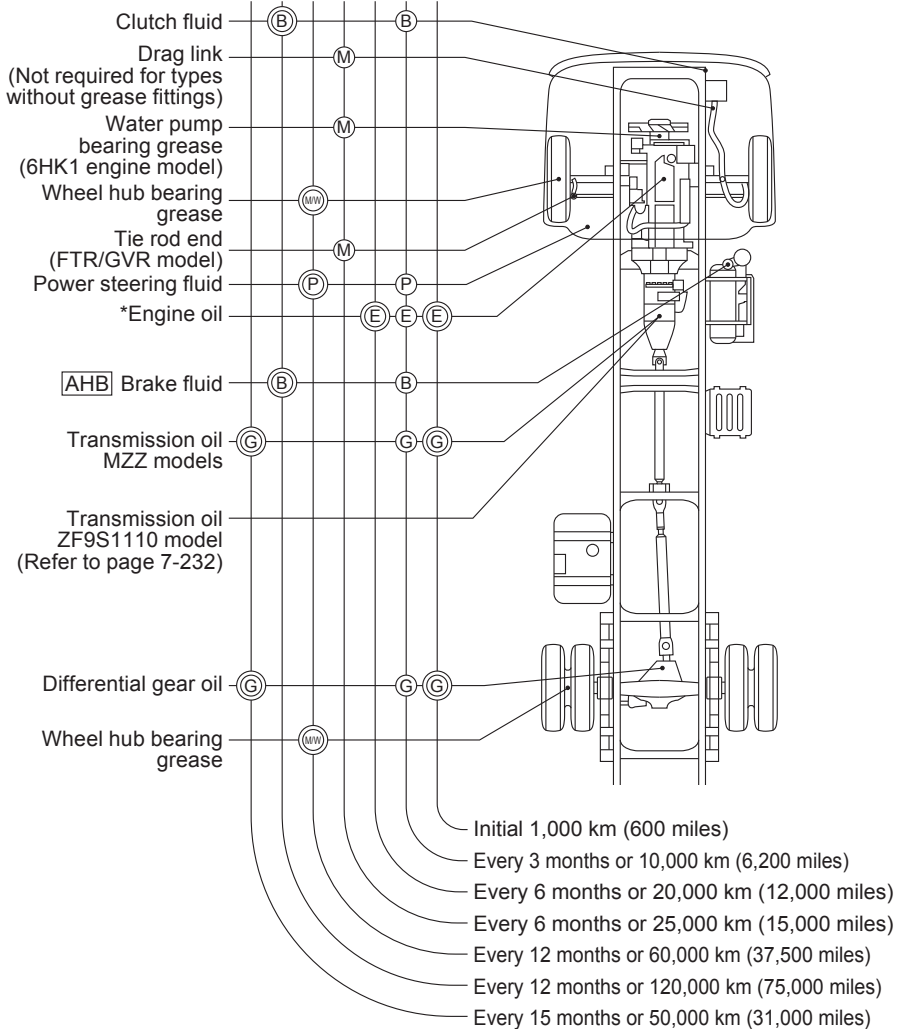 Clutch fluid B B
Drag link M
(Not required for types
without grease fittings)
Water pump M
bearing grease
(6HK1 engine model)
Wheel hub bearing M/W
grease
Tie rod end M
(FTR/GVR model)
Power steering fluid P P
*Engine oil E E E
AHB Brake fluid B B
Transmission oil G G G
MZZ models
Transmission oil
ZF9S1110 model
(Refer to page 7-232)
Differential gear oil G G G
Wheel hub bearing M/W
grease
Initial 1,000 km (600 miles)
Every 3 months or 10,000 km (6,200 miles)
Every 6 months or 20,000 km (12,000 miles)
Every 6 months or 25,000 km (15,000 miles)
Every 12 months or 60,000 km (37,500 miles)
Every 12 months or 120,000 km (75,000 miles)
Every 15 months or 50,000 km (31,000 miles)